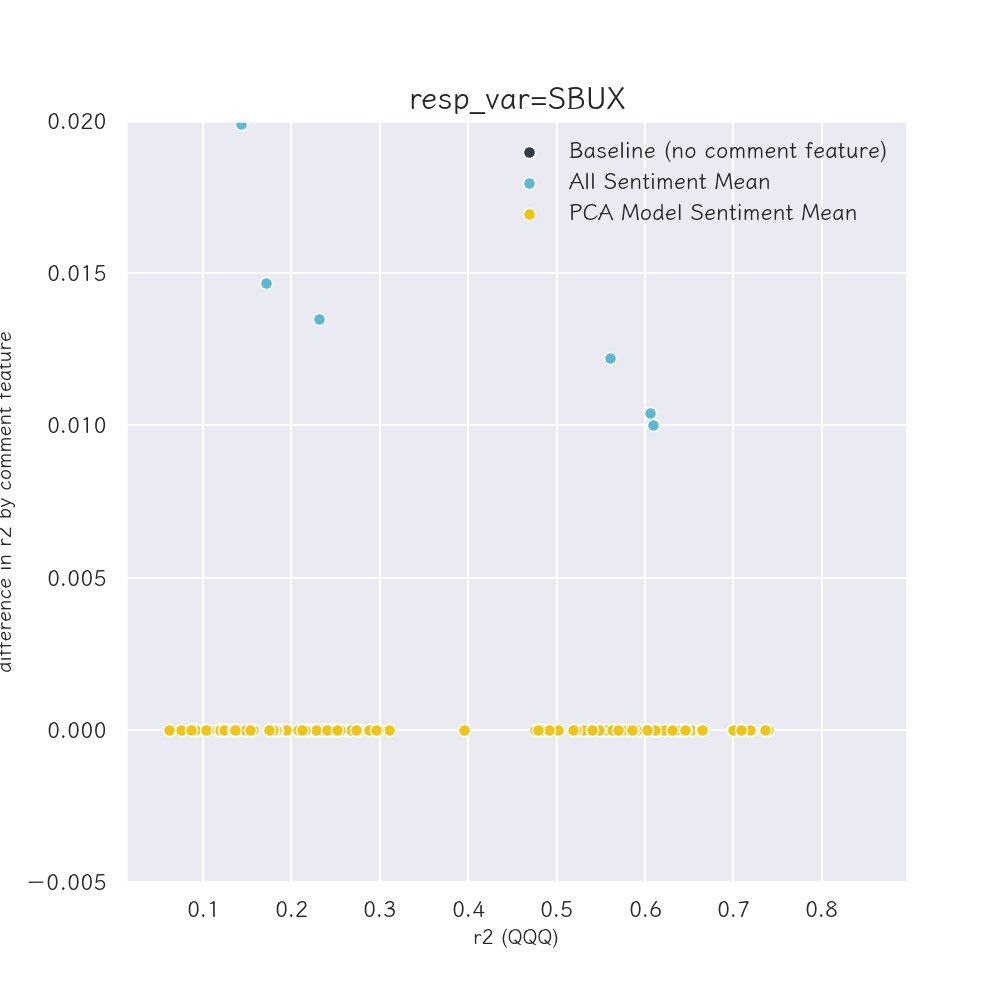 resp_var=SBUX
0.020
0.015
0.010
0.005
0.000
−0.005
difference in r2 by comment feature
Baseline (no comment feature)
All Sentiment Mean
PCA Model Sentiment Mean
0.1 0.2 0.3 0.4 0.5 0.6 0.7 0.8
r2 (QQQ)